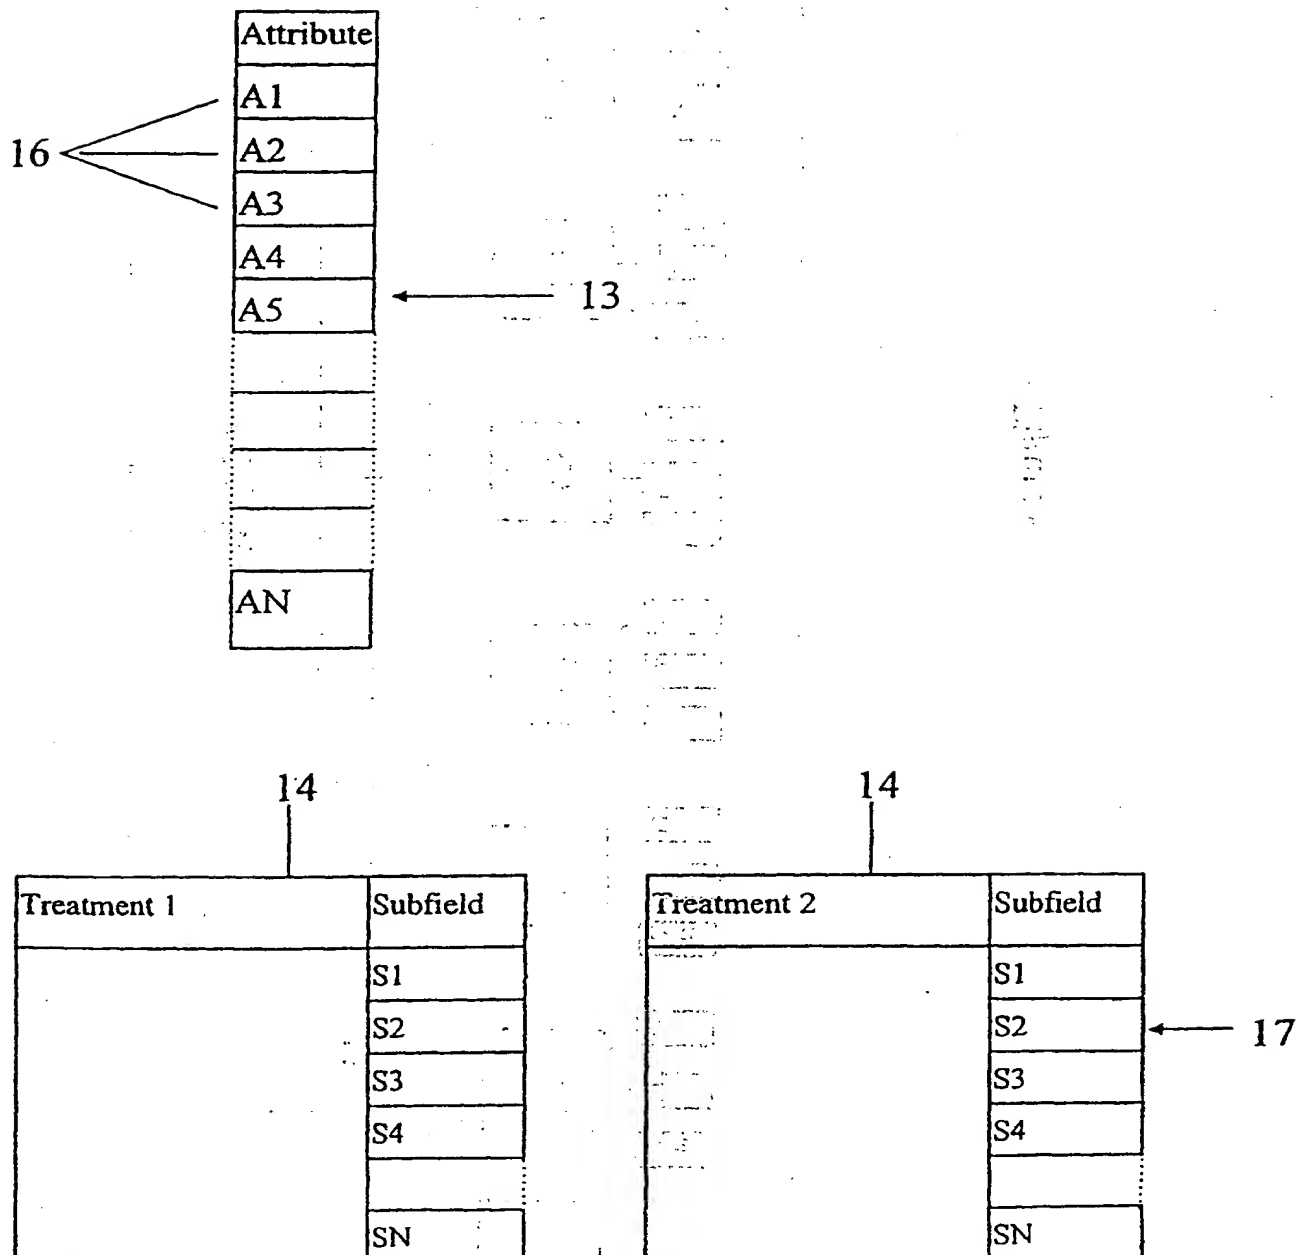 Attribute
A1
16 A2
A3
A4
A5 13
AN
14 14
Treatment 1 Subfield Treatment 2 Subfield
S1 S1
S2 S2 17
S3 S3
S4 S4
SN SN